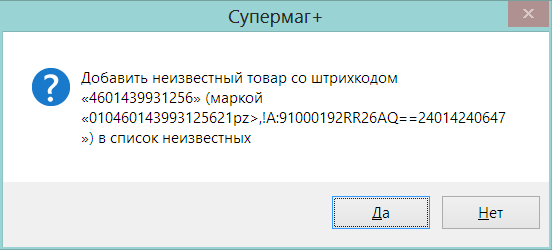 Супермаг+
Добавить неизвестный товар со штрихкодом
«4601439931256» (маркой
«010460143993125621pz>,!A:91000192RR26AQ==24014240647
») в список неизвестных
Да
Нет